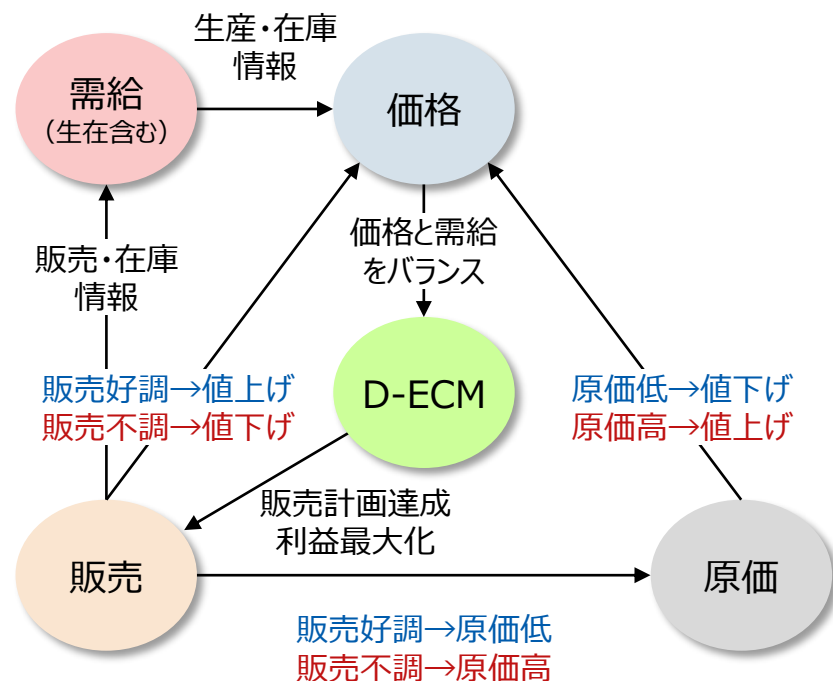 生産・在庫
情報
需給
（生在含む）
価格
販売・在庫
情報
価格と需給
をバランス
販売好調→値上げ
販売不調→値下げ
D-ECM
原価低→値下げ
原価高→値上げ
販売計画達成
利益最大化
販売
原価
販売好調→原価低
販売不調→原価高